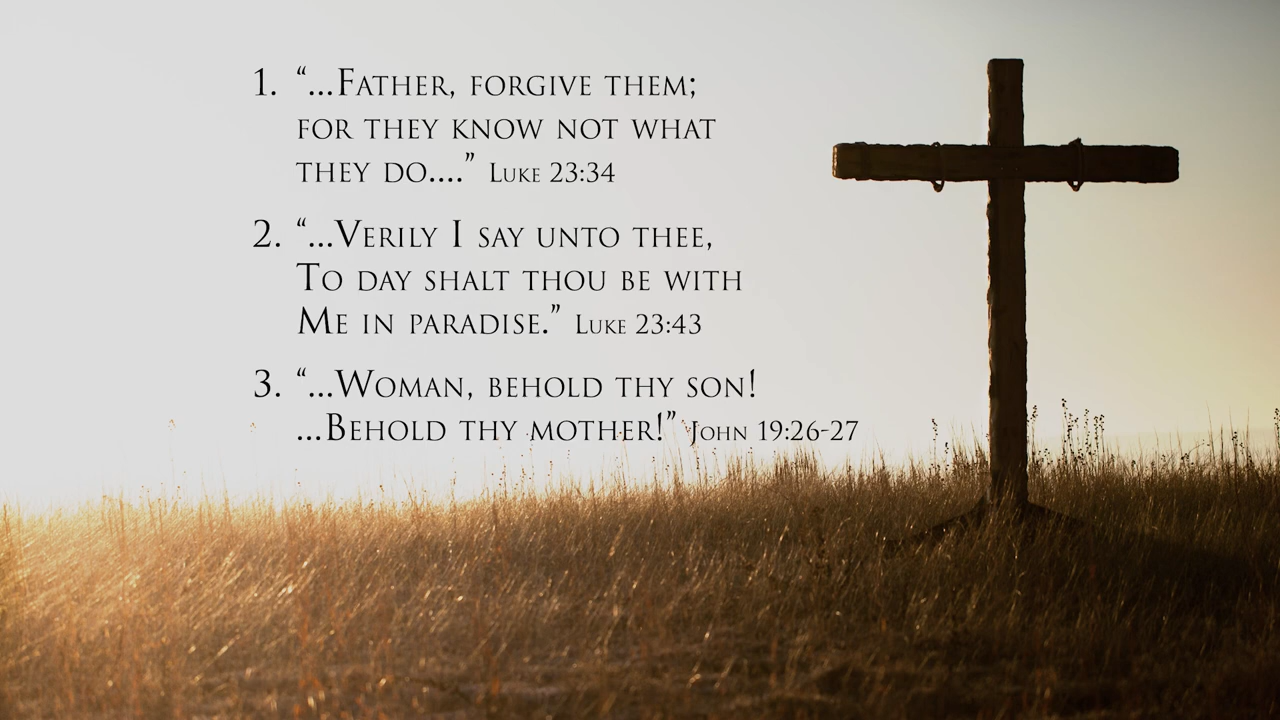 1. “...Father, forgive them;
for they know not what
they do....” Luke 23:34
2. “...Verily I say unto thee,
To day shalt thou be with
Me in paradise.” Luke 23:43
3. “...Woman, behold thy son!
...Behold thy mother!” John 19:26-27